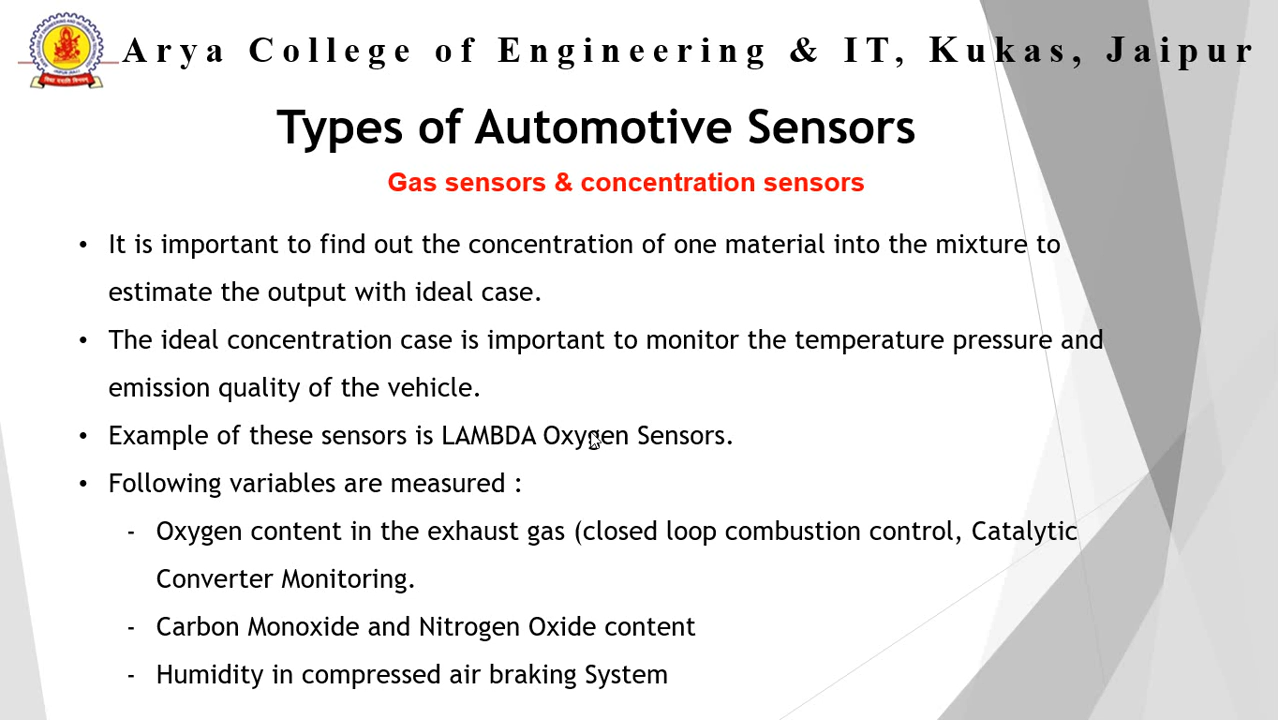 Arya College of Engineering & IT, Kukas, Jaipur
Types of Automotive Sensors
Gas sensors & concentration sensors
• It is important to find out the concentration of one material into the mixture to
estimate the output with ideal case.
• The ideal concentration case is important to monitor the temperature pressure and
emission quality of the vehicle.
• Example of these sensors is LAMBDA Oxygen Sensors.
• Following variables are measured :
- Oxygen content in the exhaust gas (closed loop combustion control, Catalytic
Converter Monitoring.
- Carbon Monoxide and Nitrogen Oxide content
- Humidity in compressed air braking System